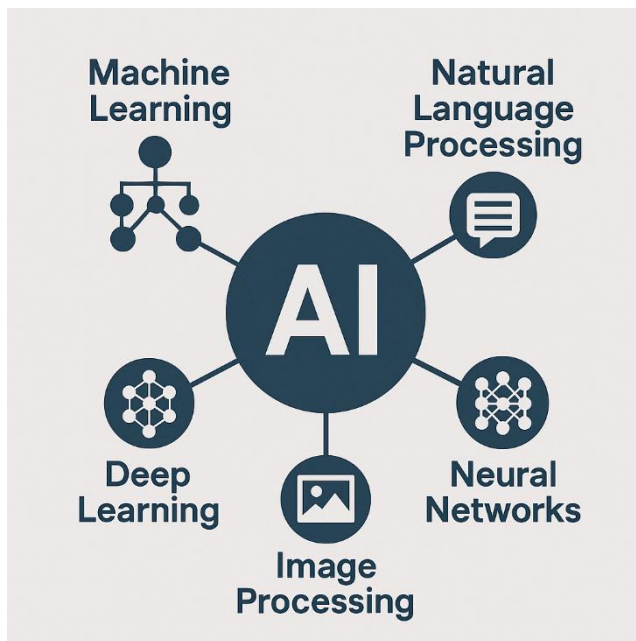 Machine
Learning
Natural
Language
Processing
AI
Deep
Learning
Neural
Networks
Image
Processing